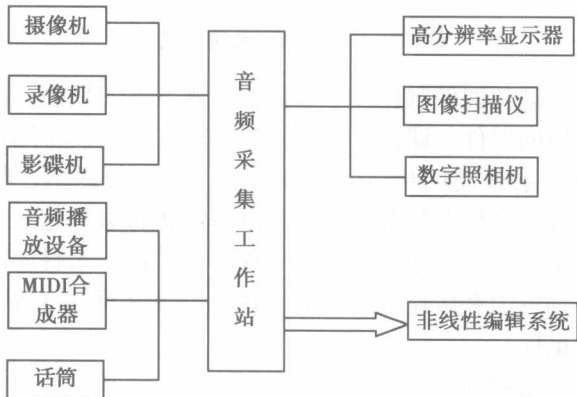 摄像机
录像机
影碟机
音频播
放设备
MIDI合
成器
话筒
音
频
采
集
工
作
站
高分辨率显示器
图像扫描仪
数字照相机
非线性编辑系统